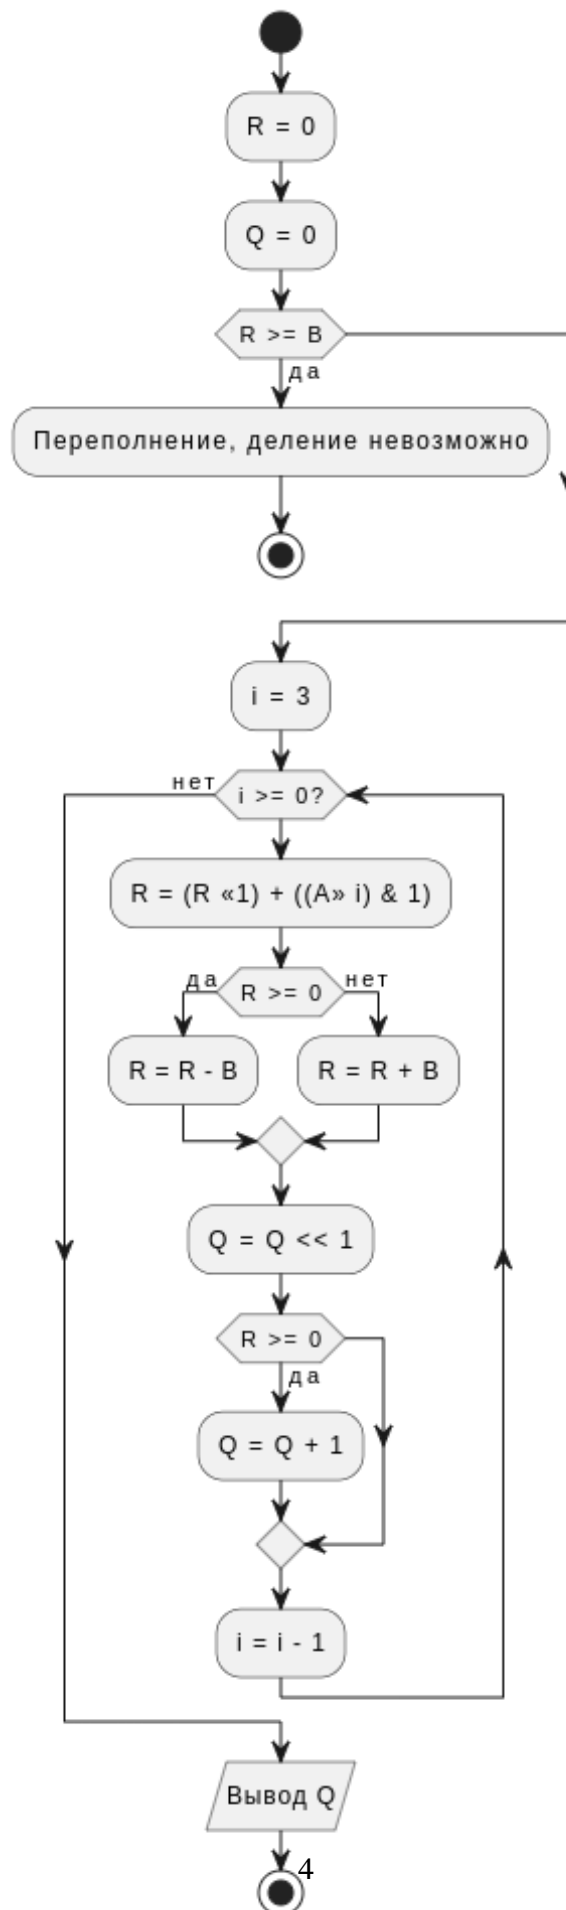 R = 0
Q = 0
R >= B
да
Переполнение, деление невозможно
i = 3
нет
i >= 0?
R = (R «1) + ((A» i) & 1)
да
R >= 0
нет
R = R - B
R = R + B
Q = Q << 1
R >= 0
да
Q = Q + 1
i = i - 1
Вывод Q
4